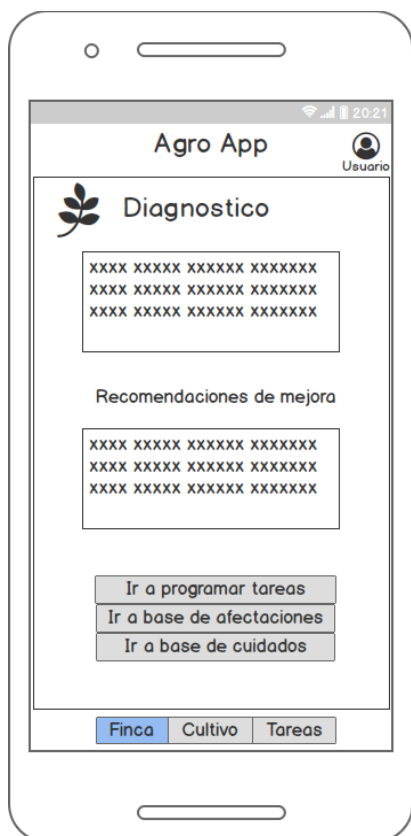 20:21
Agro App
Usuario
Diagnostico
xxxx xxxxx xxxxxx xxxxxxx
xxxx xxxxx xxxxxx xxxxxxx
xxxx xxxxx xxxxxx xxxxxxx
Recomendaciones de mejora
xxxx xxxxx xxxxxx xxxxxxx
xxxx xxxxx xxxxxx xxxxxxx
xxxx xxxxx xxxxxx xxxxxxx
Ir a programar tareas
Ir a base de afectaciones
Ir a base de cuidados
Finca Cultivo Tareas